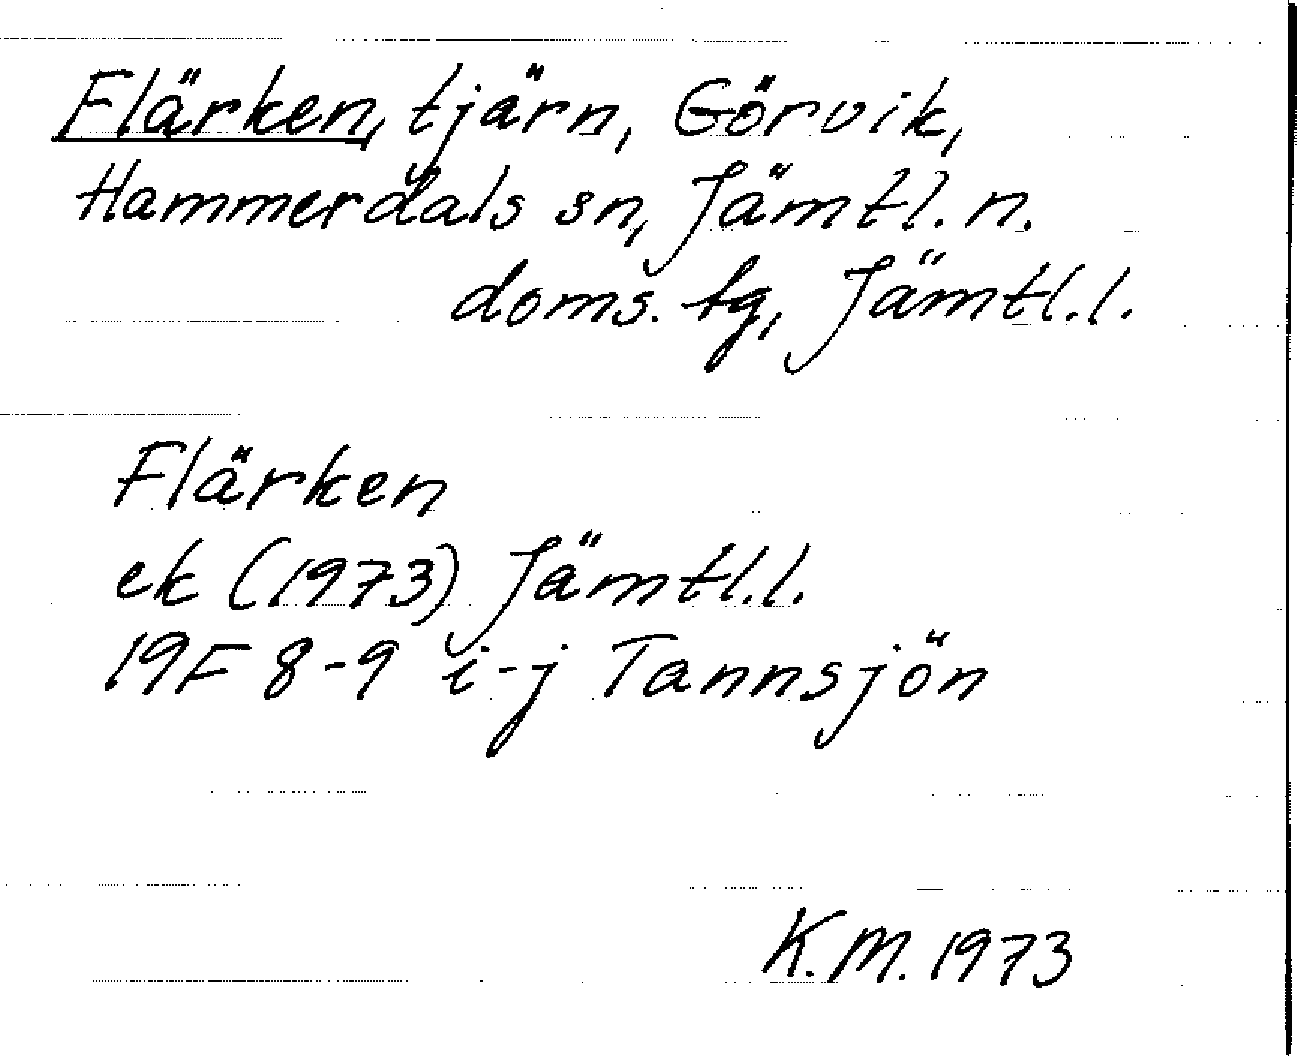 Flärken, tjärn, Görvik,
Hammerdals sn, Jämtl. n.
doms. tg, Jämtl. l.
Flärken
ek (1973) Jämtl. l.
19F 8-9 i-j Tannsjön
K.M. 1973